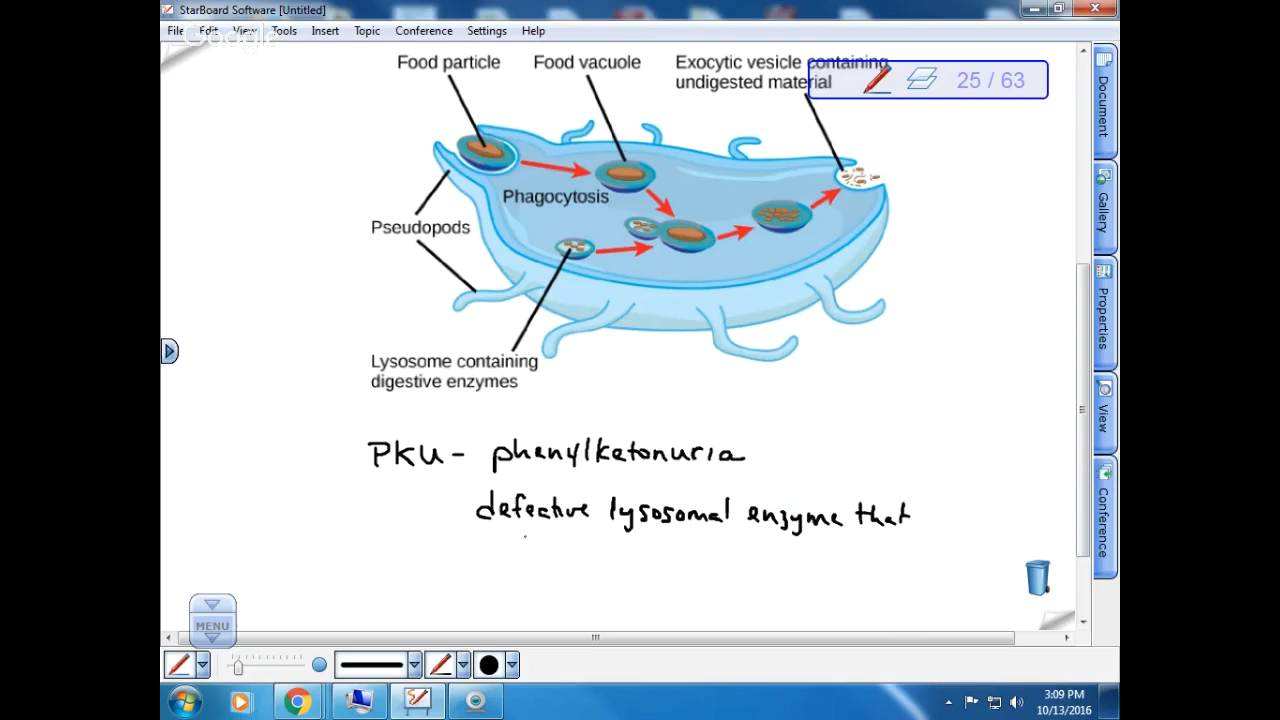 StarBoard Software [Untitled]
File Edit View Tools Insert Topic Conference Settings Help
Google
Food particle
Food vacuole
Exocytic vesicle containing
undigested material
25 / 63
Phagocytosis
Pseudopods
Lysosome containing
digestive enzymes
PKU - phenylketonuria
defective lysosomal enzyme that
Document
Gallery
Properties
View
Conference
MENU
3:09 PM
10/13/2016